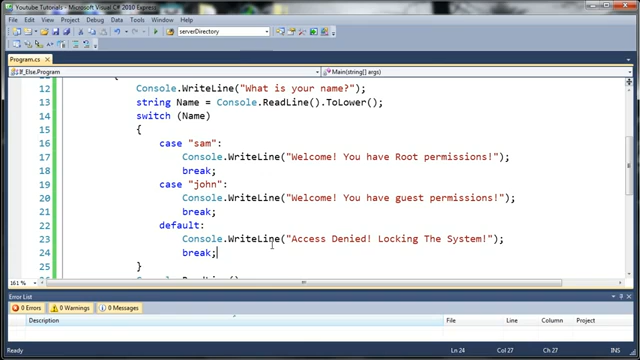 Youtube Tutorials - Microsoft Visual C# 2010 Express
File Edit View Project Debug Data Tools Window Help
serverDirectory
Program.cs
If_Else.Program Main(string[] args)
12 Console.WriteLine("What is your name?");
13 string Name = Console.ReadLine().ToLower();
14 switch (Name)
15 {
16 case "sam":
17 Console.WriteLine("Welcome! You have Root permissions!");
18 break;
19 case "john":
20 Console.WriteLine("Welcome! You have guest permissions!");
21 break;
22 default:
23 Console.WriteLine("Access Denied! Locking The System!");
24 break;
25 }
161 %
Error List
0 Errors 0 Warnings 0 Messages
Description File Line Column Project
Ready Ln 24 Col 27 Ch 27 INS